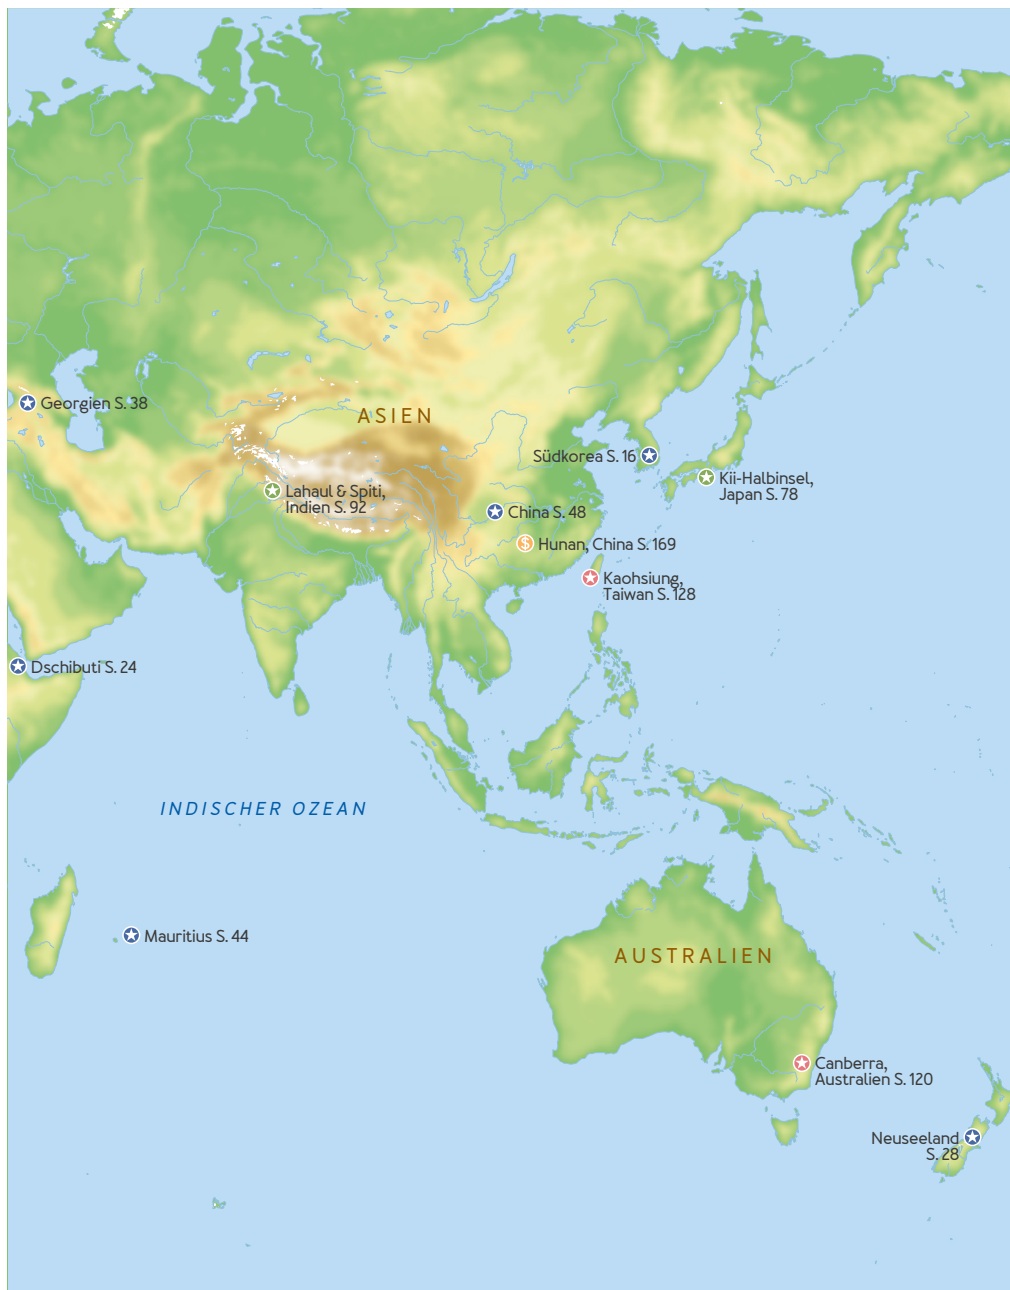 Georgien S. 38
ASIEN
Südkorea S. 16
Kii-Halbinsel,
Japan S. 78
Lahaul & Spiti,
Indien S. 92
China S. 48
Hunan, China S. 169
Kaohsiung,
Taiwan S. 128
Dschibuti S. 24
INDISCHER OZEAN
Mauritius S. 44
AUSTRALIEN
Canberra,
Australien S. 120
Neuseeland
S. 28